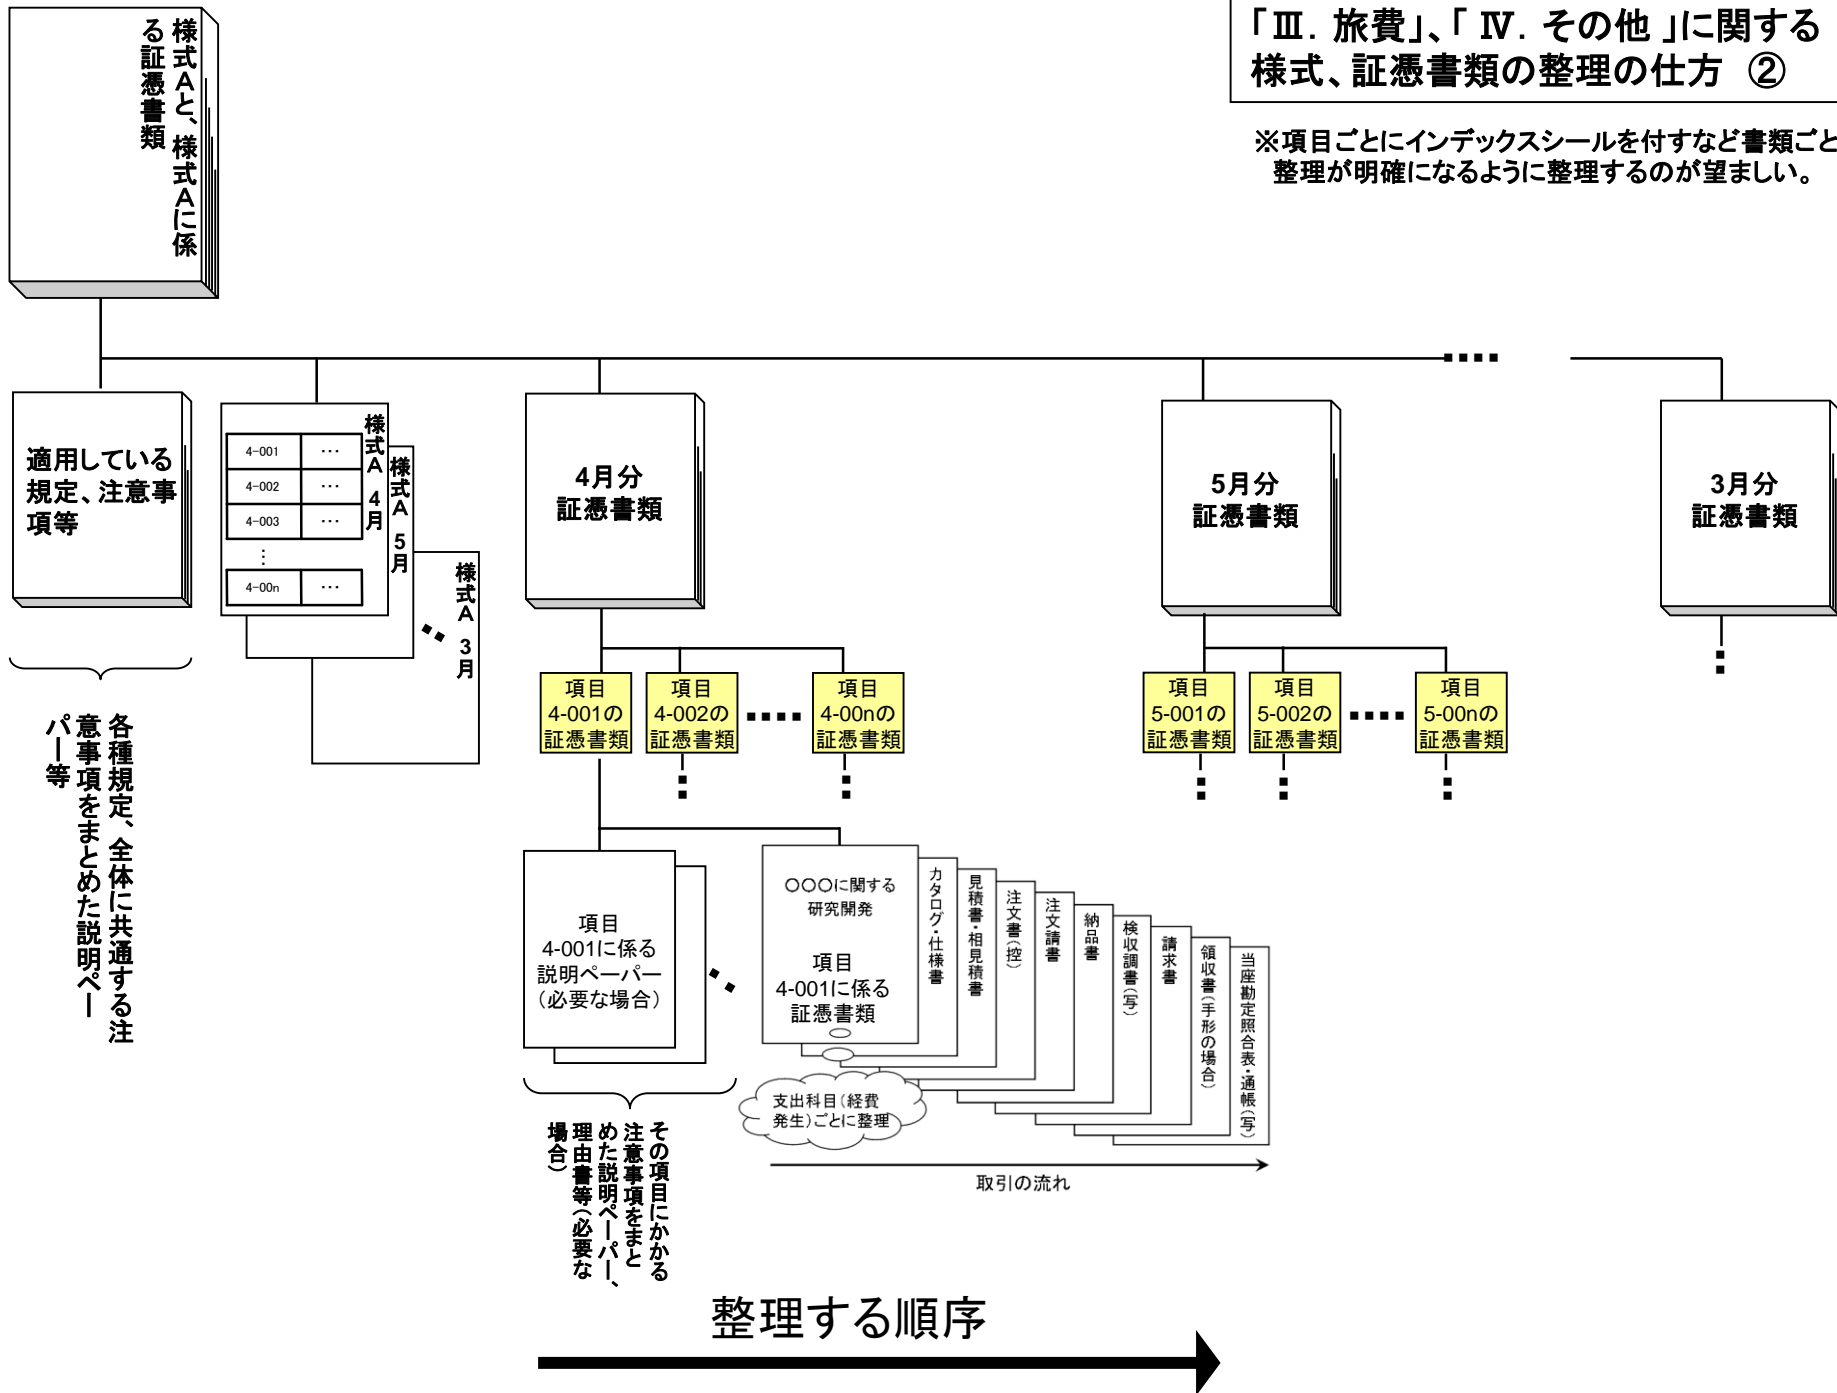 「Ⅲ．旅費」、「 Ⅳ．その他 」に関する
様式、証憑書類の整理の仕方 ②
※項目ごとにインデックスシールを付すなど書類ごと
整理が明確になるように整理するのが望ましい。
様式Aと、様式Aに係
る証憑書類
適用している
規定、注意事
項等
様式A 4月
4-001 …
4-002 …
4-003 …
⋮
4-00n …
様式A 5月
様式A 3月
4月分
証憑書類
5月分
証憑書類
3月分
証憑書類
項目
4-001の
証憑書類
項目
4-002の
証憑書類
項目
4-00nの
証憑書類
項目
5-001の
証憑書類
項目
5-002の
証憑書類
項目
5-00nの
証憑書類
各種規定、全体に共通する注
意事項をまとめた説明ペー
パー等
項目
4-001に係る
説明ペーパー
（必要な場合）
〇〇〇に関する
研究開発
項目
4-001に係る
証憑書類
カタログ・仕様書
見積書・相見積書
注文書（控）
注文請書
納品書
検収調書（写）
請求書
領収書（手形の場合）
当座勘定照合表・通帳（写）
支出科目（経費
発生）ごとに整理
取引の流れ
その項目にかかる
注意事項をまと
めた説明ペーパー、
理由書等（必要な
場合）
整理する順序